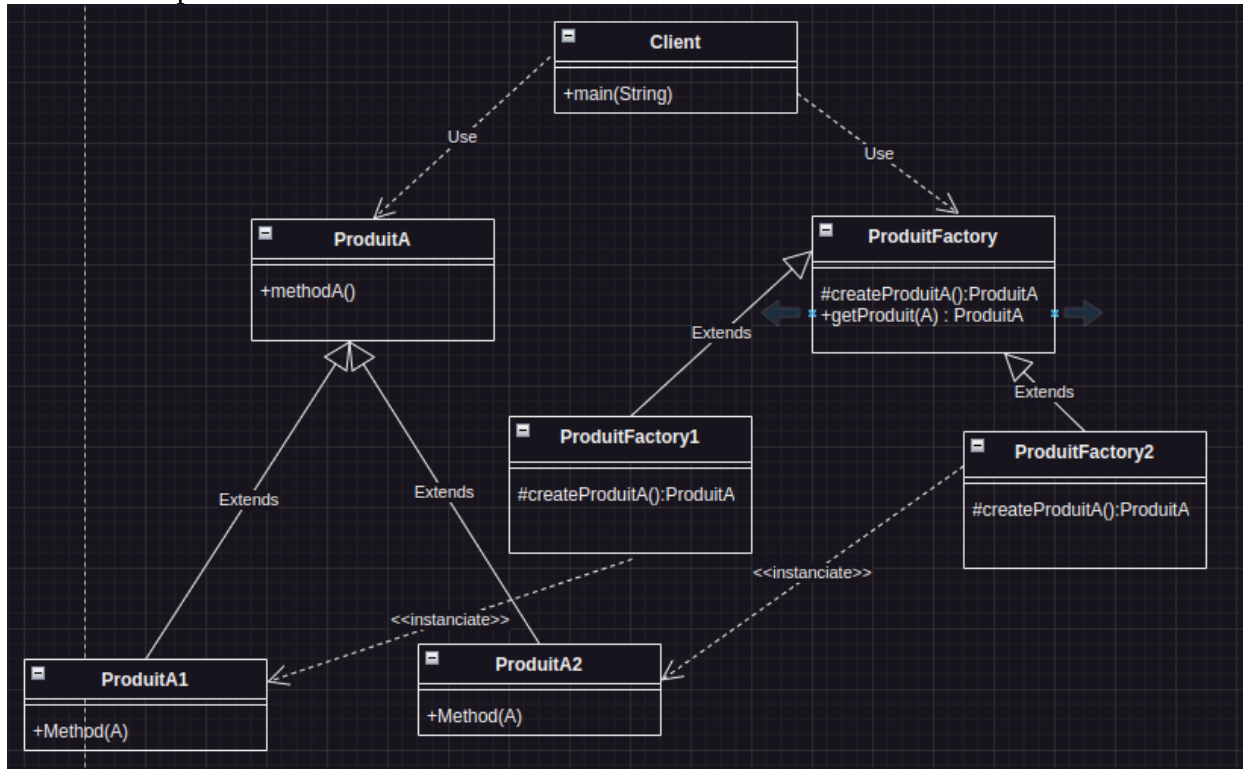 Client
+main(String)
Use
Use
ProduitA
+methodA()
ProduitFactory
#createProduitA():ProduitA
+getProduit(A) : ProduitA
Extends
Extends
ProduitFactory1
#createProduitA():ProduitA
ProduitFactory2
#createProduitA():ProduitA
Extends
Extends
<<instanciate>>
<<instanciate>>
ProduitA1
+Method(A)
ProduitA2
+Method(A)